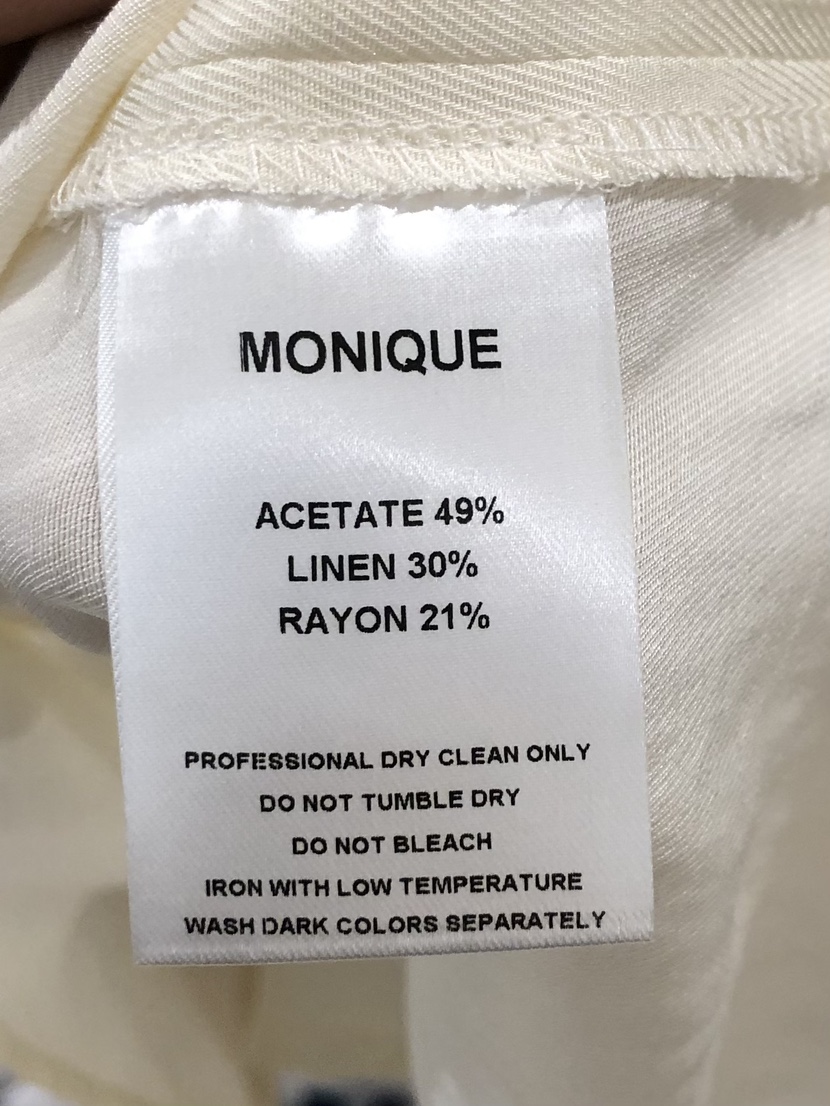 MONIQUE
ACETATE 49%
LINEN 30%
RAYON 21%
PROFESSIONAL DRY CLEAN ONLY
DO NOT TUMBLE DRY
DO NOT BLEACH
IRON WITH LOW TEMPERATURE
WASH DARK COLORS SEPARATELY